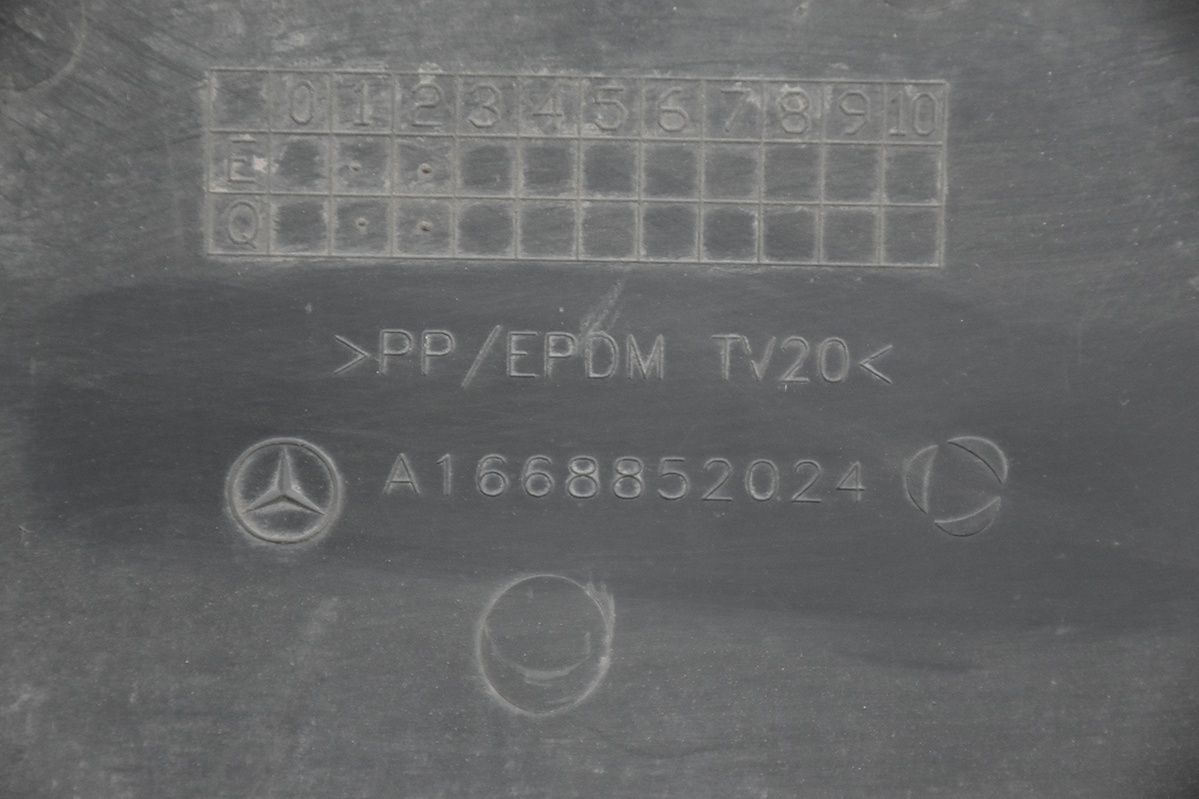 0 1 2 3 4 5 6 7 8 9 10
E
Q
>PP/EPDM TV20<
A1668852024